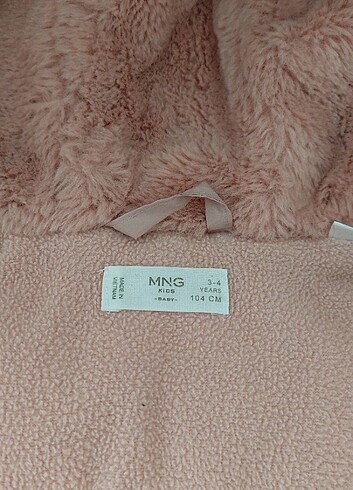 MADE IN
VIETNAM
MNG
KIDS
-BABY-
3-4
YEARS
104 CM